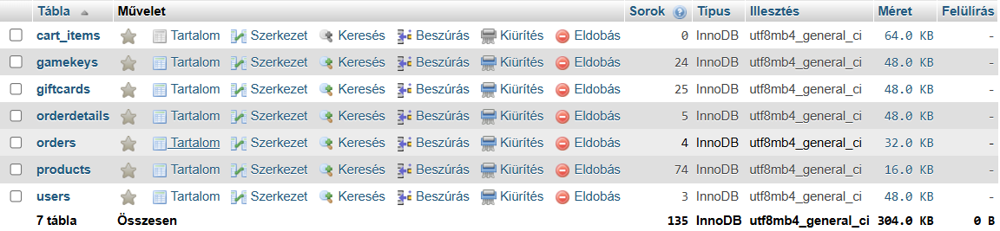 Tábla Művelet Sorok Típus Illesztés Méret Felülírás
cart_items Tartalom Szerkezet Keresés Beszúrás Kiürítés Eldobás 0 InnoDB utf8mb4_general_ci 64.0 KB -
gamekeys Tartalom Szerkezet Keresés Beszúrás Kiürítés Eldobás 24 InnoDB utf8mb4_general_ci 48.0 KB -
giftcards Tartalom Szerkezet Keresés Beszúrás Kiürítés Eldobás 25 InnoDB utf8mb4_general_ci 48.0 KB -
orderdetails Tartalom Szerkezet Keresés Beszúrás Kiürítés Eldobás 5 InnoDB utf8mb4_general_ci 48.0 KB -
orders Tartalom Szerkezet Keresés Beszúrás Kiürítés Eldobás 4 InnoDB utf8mb4_general_ci 32.0 KB -
products Tartalom Szerkezet Keresés Beszúrás Kiürítés Eldobás 74 InnoDB utf8mb4_general_ci 16.0 KB -
users Tartalom Szerkezet Keresés Beszúrás Kiürítés Eldobás 3 InnoDB utf8mb4_general_ci 48.0 KB -
7 tábla Összesen 135 InnoDB utf8mb4_general_ci 304.0 KB 0 B